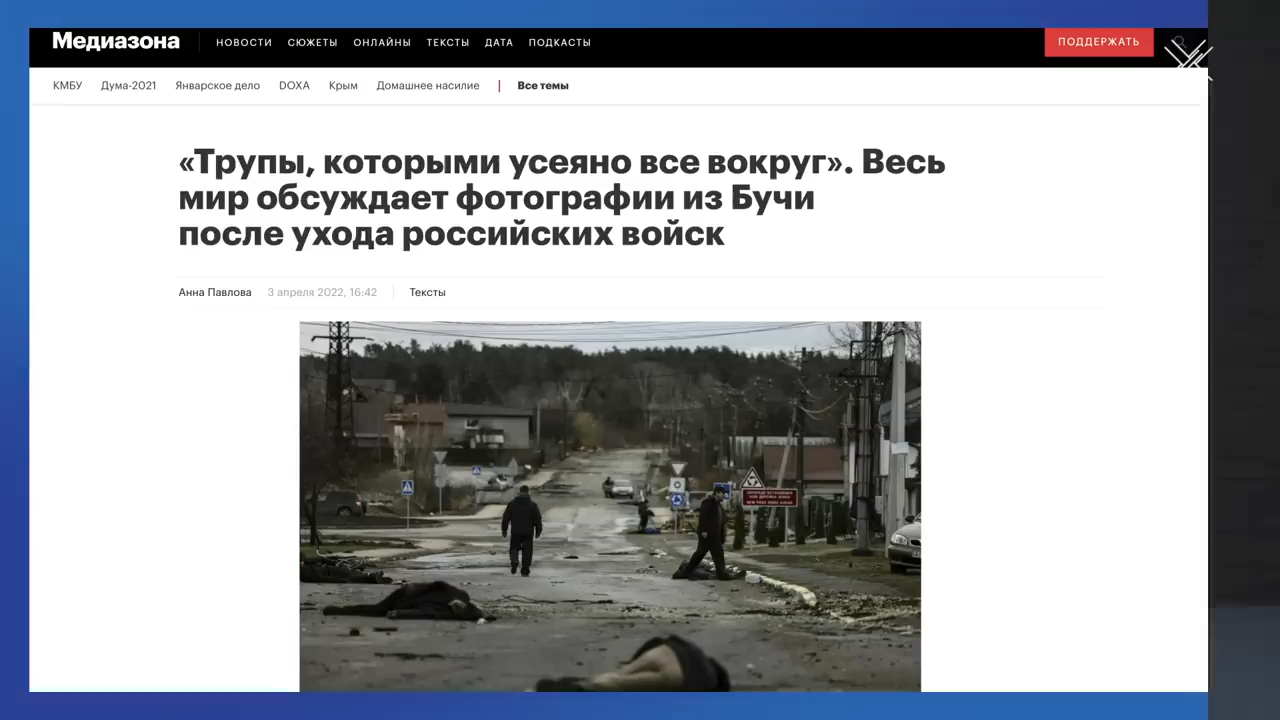 Медиазона
НОВОСТИ СЮЖЕТЫ ОНЛАЙНЫ ТЕКСТЫ ДАТА ПОДКАСТЫ
ПОДДЕРЖАТЬ
КМБУ Дума-2021 Январское дело DOXA Крым Домашнее насилие Все темы
«Трупы, которыми усеяно все вокруг». Весь
мир обсуждает фотографии из Бучи
после ухода российских войск
Анна Павлова 3 апреля 2022, 16:42 Тексты